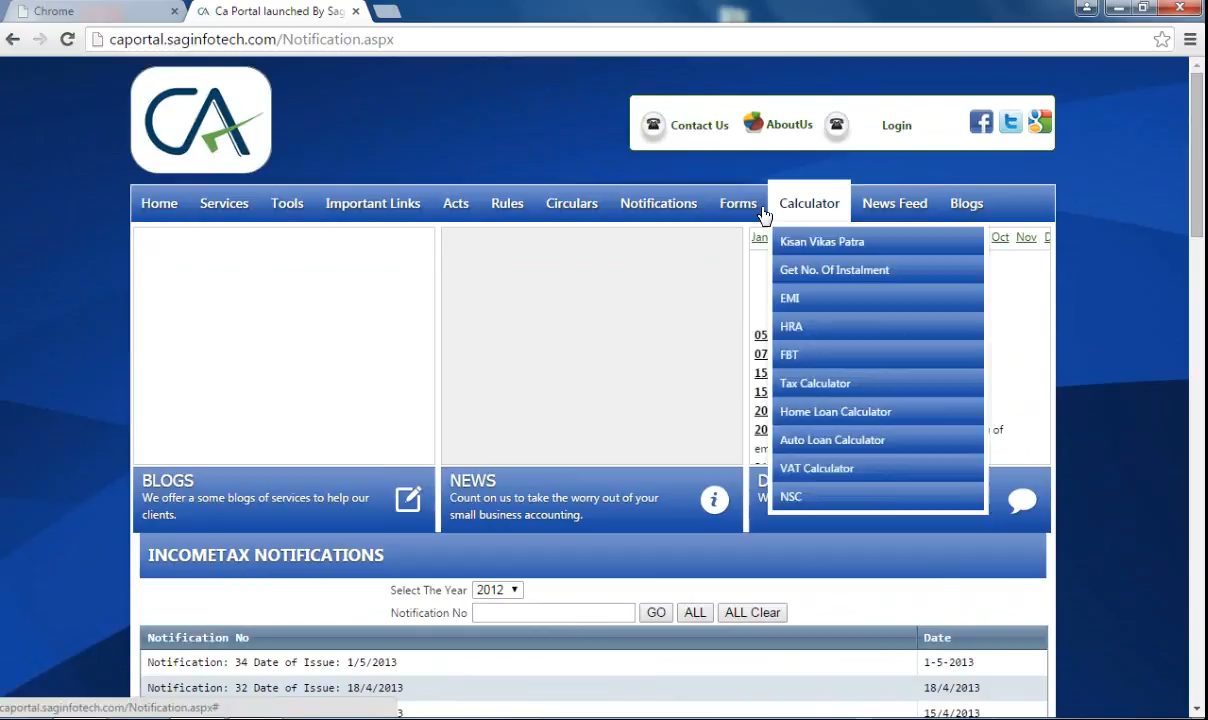 Chrome
Ca Portal launched By Sag
caportal.saginfotech.com/Notification.aspx
CA
Contact Us
AboutUs
Login
Home
Services
Tools
Important Links
Acts
Rules
Circulars
Notifications
Forms
Calculator
News Feed
Blogs
Jan
Oct
Nov
D
Kisan Vikas Patra
Get No. Of Instalment
EMI
HRA
FBT
Tax Calculator
Home Loan Calculator
Auto Loan Calculator
VAT Calculator
NSC
05
07
15
15
20
20
of
em
BLOGS
We offer a some blogs of services to help our
clients.
NEWS
Count on us to take the worry out of your
small business accounting.
D
W
INCOMETAX NOTIFICATIONS
Select The Year 2012
Notification No GO ALL ALL Clear
Notification No Date
Notification: 34 Date of Issue: 1/5/2013 1-5-2013
Notification: 32 Date of Issue: 18/4/2013 18/4/2013
3 15/4/2013
caportal.saginfotech.com/Notification.aspx#